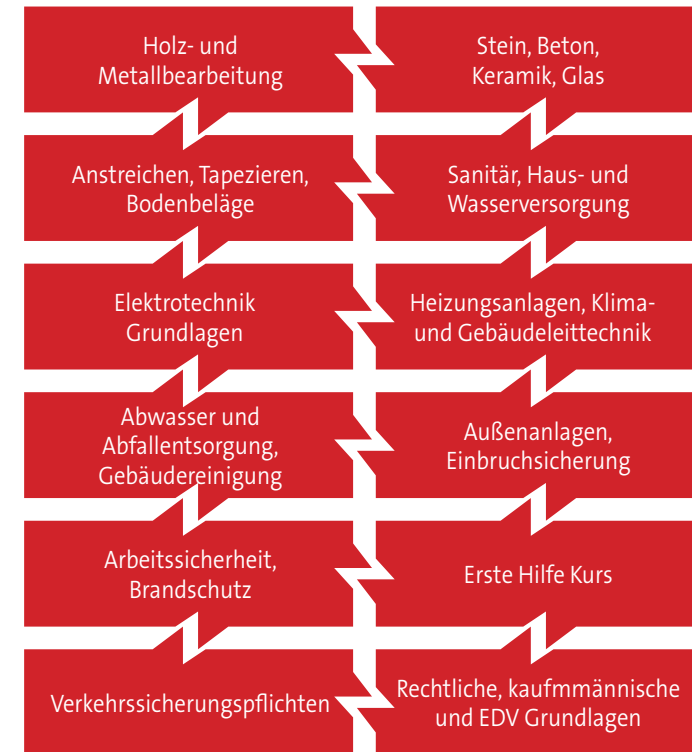 Holz- und
Metallbearbeitung
Stein, Beton,
Keramik, Glas
Anstreichen, Tapezieren,
Bodenbeläge
Sanitär, Haus- und
Wasserversorgung
Elektrotechnik
Grundlagen
Heizungsanlagen, Klima-
und Gebäudeleittechnik
Abwasser und
Abfallentsorgung,
Gebäudereinigung
Außenanlagen,
Einbruchsicherung
Arbeitssicherheit,
Brandschutz
Erste Hilfe Kurs
Verkehrssicherungspflichten
Rechtliche, kaufmmännische
und EDV Grundlagen